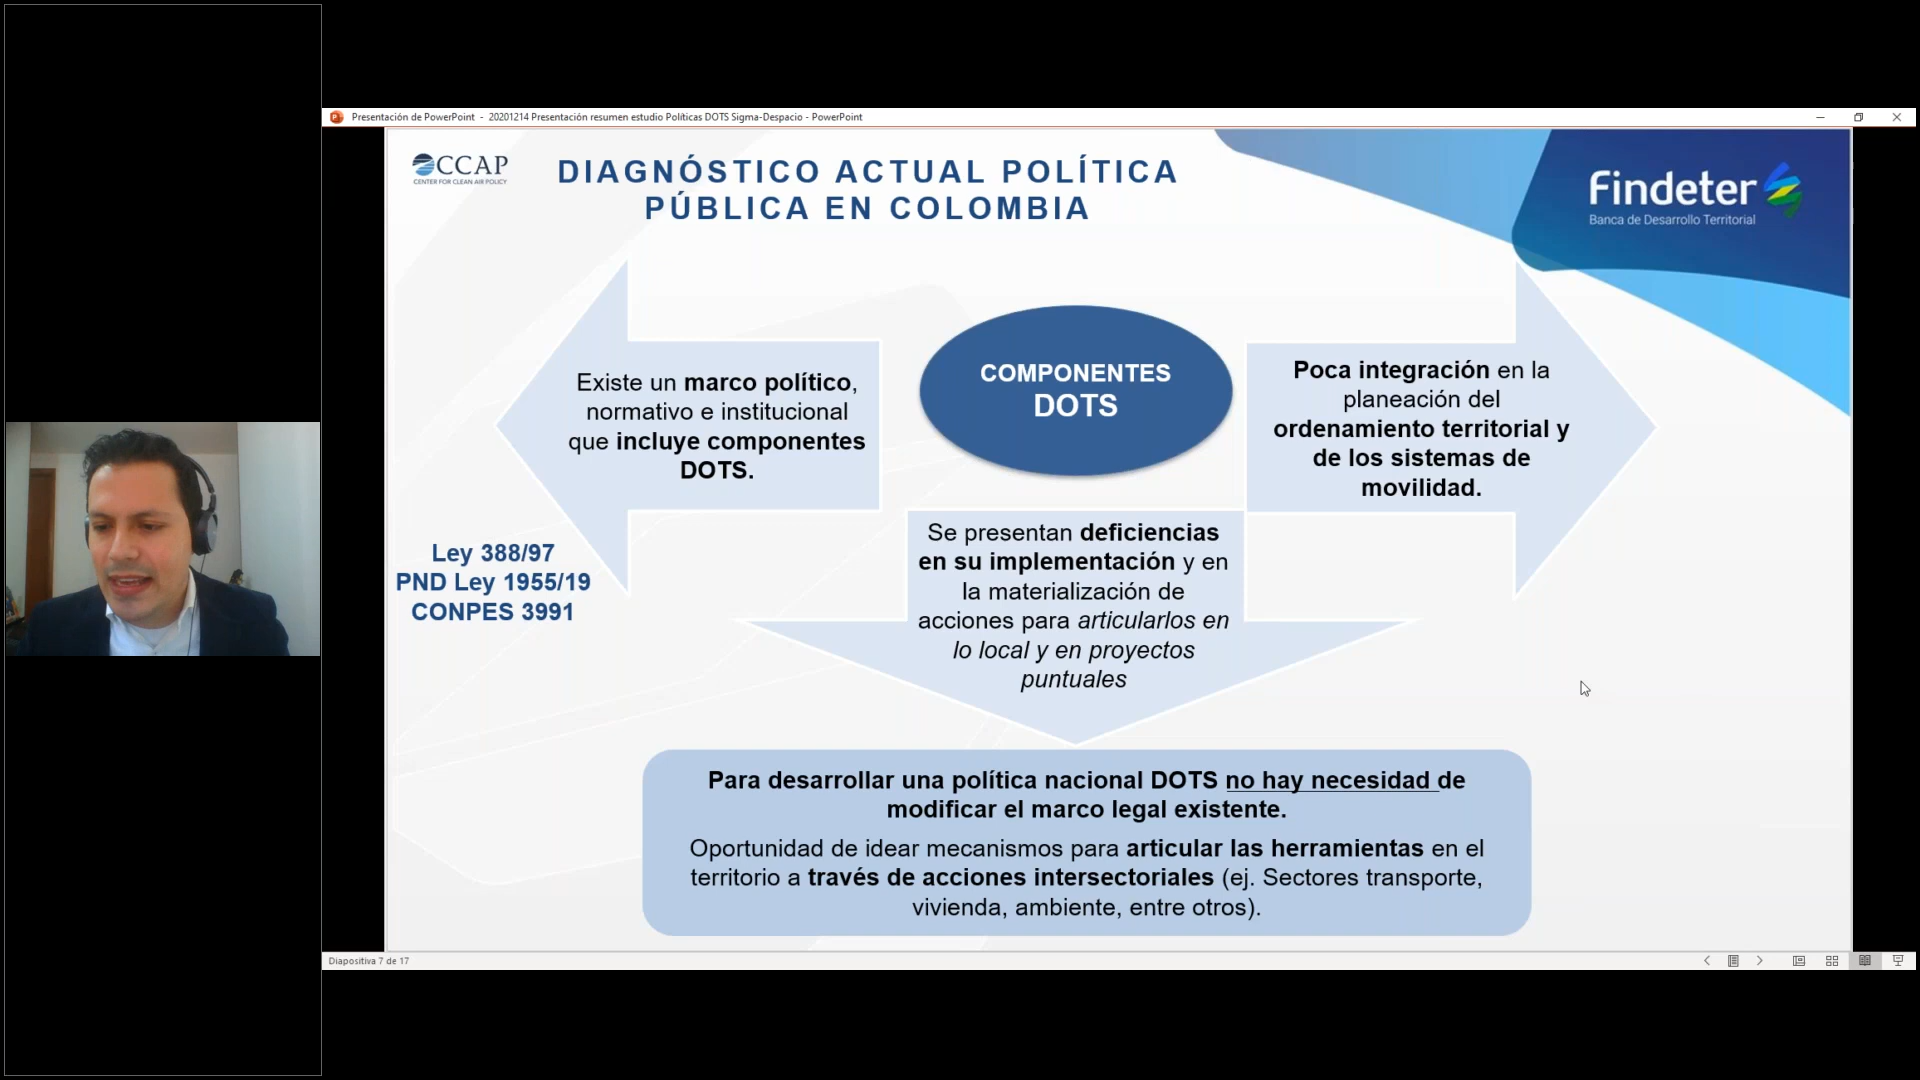 Presentación de PowerPoint - 20201214 Presentación resumen estudio Políticas DOTS Sigma-Despacio - PowerPoint
CCAP
CENTER FOR CLEAN AIR POLICY
DIAGNÓSTICO ACTUAL POLÍTICA
PÚBLICA EN COLOMBIA
Findeter
Banca de Desarrollo Territorial
Existe un marco político,
normativo e institucional
que incluye componentes
DOTS.
COMPONENTES
DOTS
Poca integración en la
planeación del
ordenamiento territorial y
de los sistemas de
movilidad.
Ley 388/97
PND Ley 1955/19
CONPES 3991
Se presentan deficiencias
en su implementación y en
la materialización de
acciones para articularlos en
lo local y en proyectos
puntuales
Para desarrollar una política nacional DOTS no hay necesidad de
modificar el marco legal existente.
Oportunidad de idear mecanismos para articular las herramientas en el
territorio a través de acciones intersectoriales (ej. Sectores transporte,
vivienda, ambiente, entre otros).
Diapositiva 7 de 17